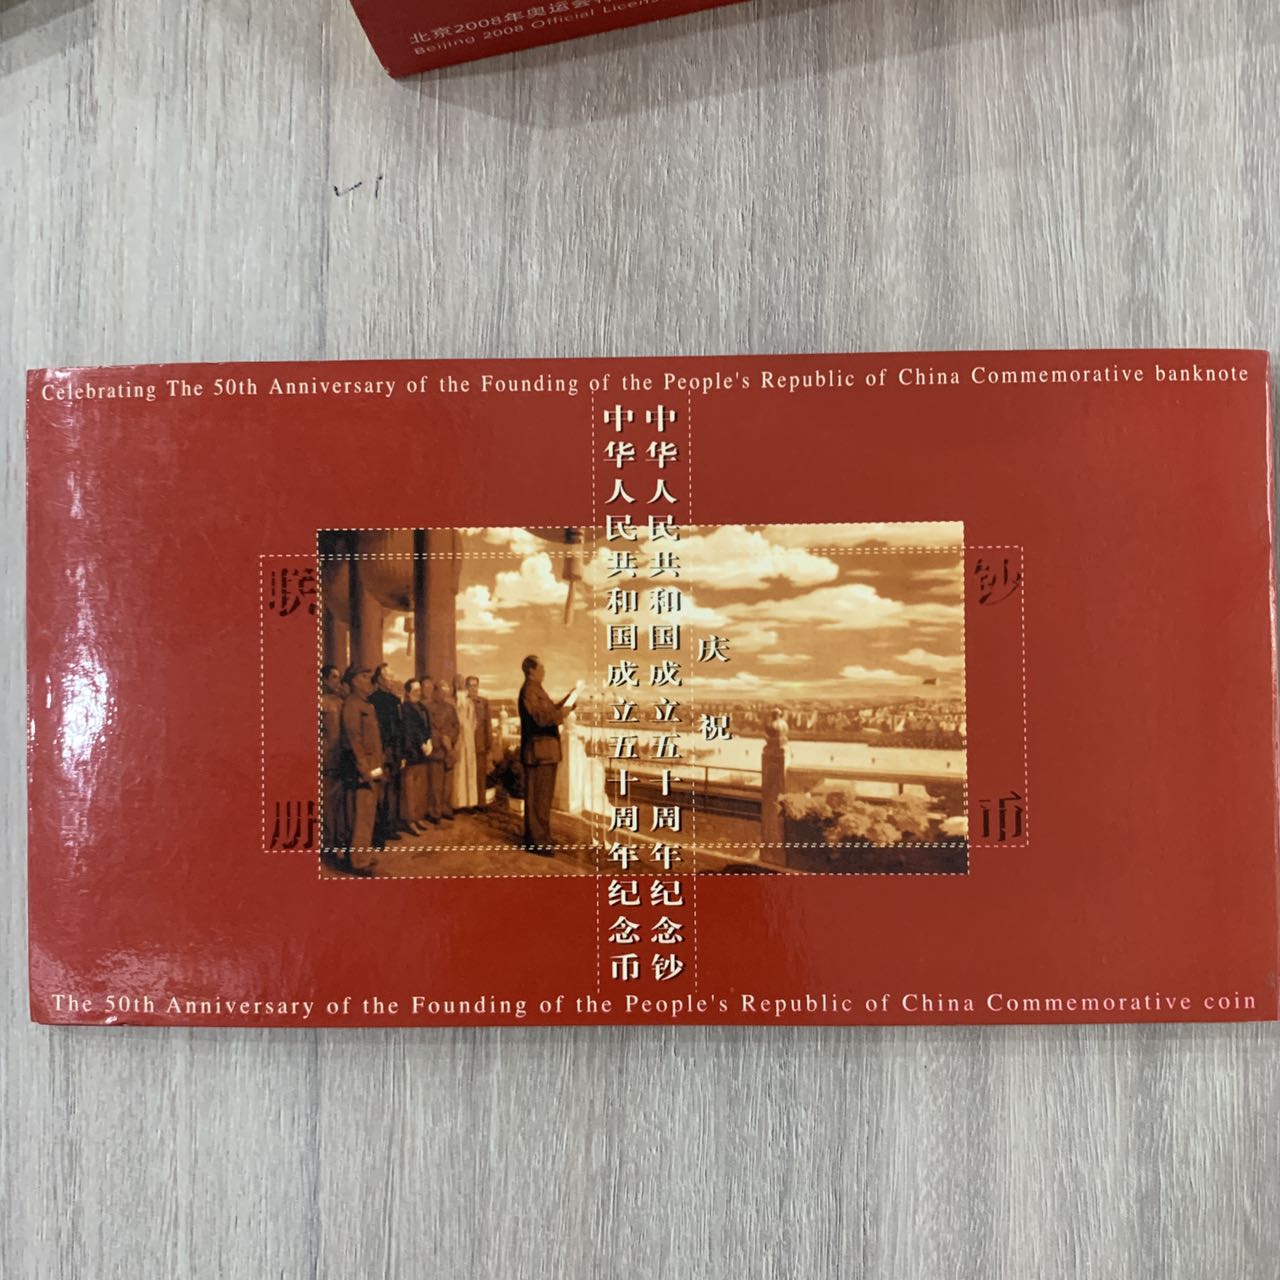 北京2008年奥运会
Beijing 2008 Official Licens
Celebrating The 50th Anniversary of the Founding of the People's Republic of China Commemorative banknote
庆祝
中华人民共和国成立五十周年纪念钞
中华人民共和国成立五十周年纪念币
钞币
联册
The 50th Anniversary of the Founding of the People's Republic of China Commemorative coin